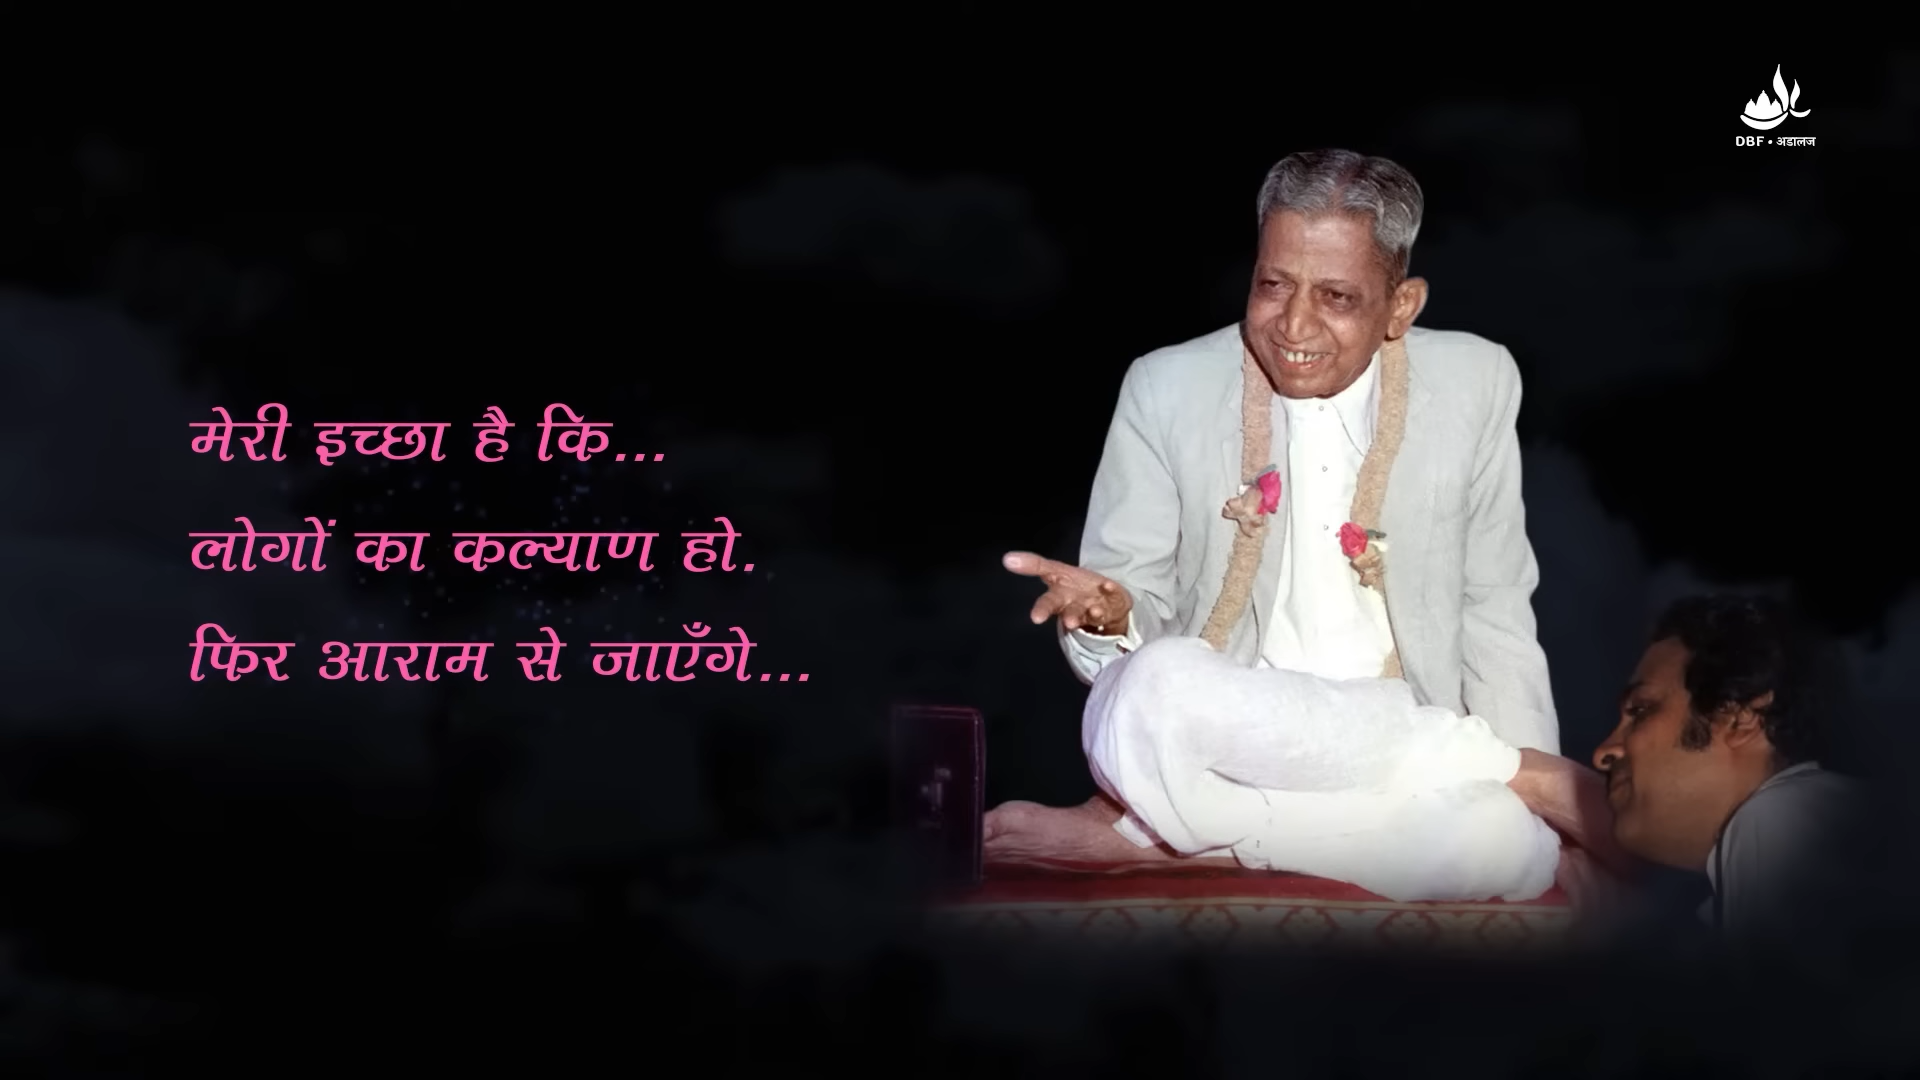 DBF • अडालज
मेरी इच्छा है कि...
लोगों का कल्याण हो.
फिर आराम से जाएँगे...